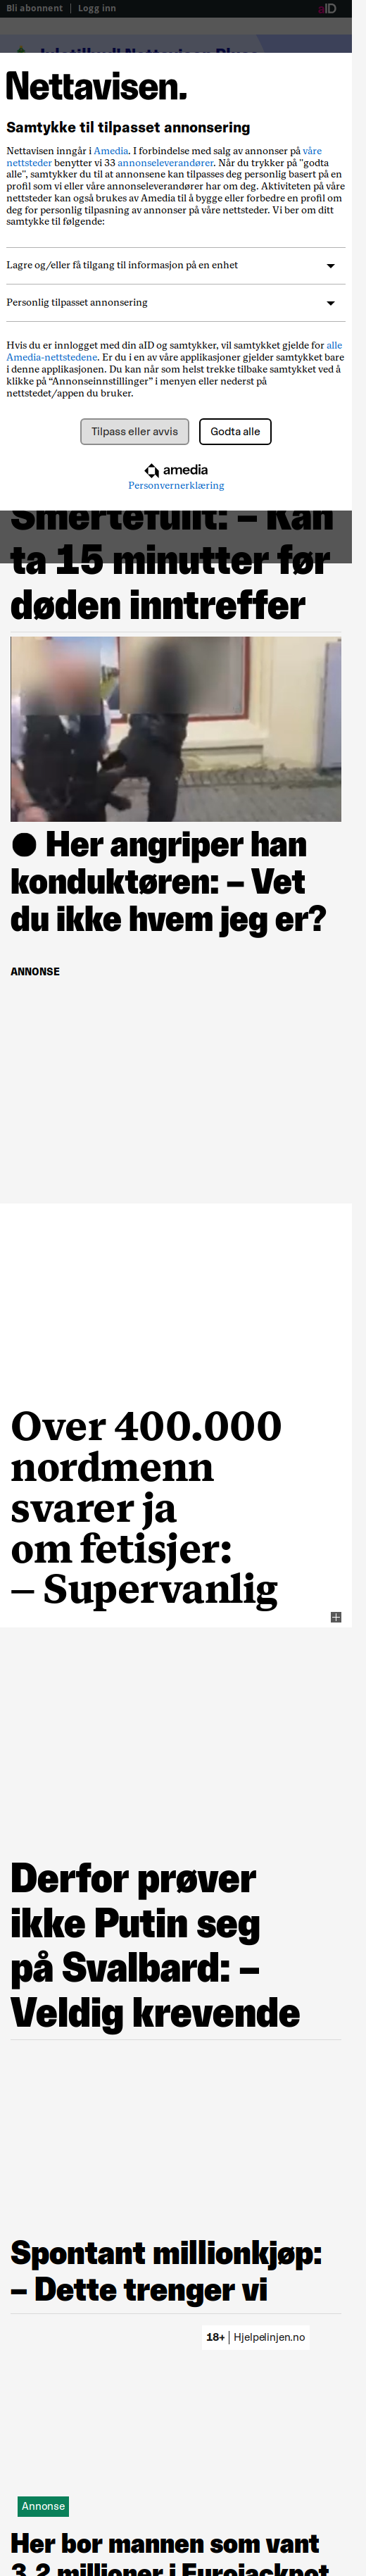 Bli abonnent | Logg inn
aID
Nettavisen.
Samtykke til tilpasset annonsering
Nettavisen inngår i Amedia. I forbindelse med salg av annonser på våre
nettsteder benytter vi 33 annonseleverandører. Når du trykker på "godta
alle", samtykker du til at annonsene kan tilpasses deg personlig basert på en
profil som vi eller våre annonseleverandører har om deg. Aktiviteten på våre
nettsteder kan også brukes av Amedia til å bygge eller forbedre en profil om
deg for personlig tilpasning av annonser på våre nettsteder. Vi ber om ditt
samtykke til følgende:
Lagre og/eller få tilgang til informasjon på en enhet
Personlig tilpasset annonsering
Hvis du er innlogget med din aID og samtykker, vil samtykket gjelde for alle
Amedia-nettstedene. Er du i en av våre applikasjoner gjelder samtykket bare
i denne applikasjonen. Du kan når som helst trekke tilbake samtykket ved å
klikke på “Annonseinnstillinger” i menyen eller nederst på
nettstedet/appen du bruker.
Tilpass eller avvis
Godta alle
amedia
Personvernerklæring
Smertefullt: – Kan
ta 15 minutter før
døden inntreffer
● Her angriper han
konduktøren: – Vet
du ikke hvem jeg er?
ANNONSE
Over 400.000
nordmenn
svarer ja
om fetisjer:
– Supervanlig
Derfor prøver
ikke Putin seg
på Svalbard: –
Veldig krevende
Spontant millionkjøp:
– Dette trenger vi
18+ | Hjelpelinjen.no
Annonse
Her bor mannen som vant
3,2 millioner i Eurojackpot